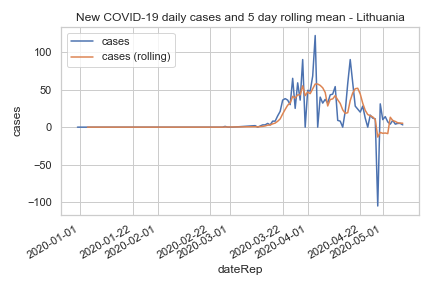 New COVID-19 daily cases and 5 day rolling mean - Lithuania
cases
cases (rolling)
100
50
0
−50
−100
cases
2020-01-01
2020-01-22
2020-02-01
2020-02-22
2020-03-01
2020-03-22
2020-04-01
2020-04-22
2020-05-01
dateRep